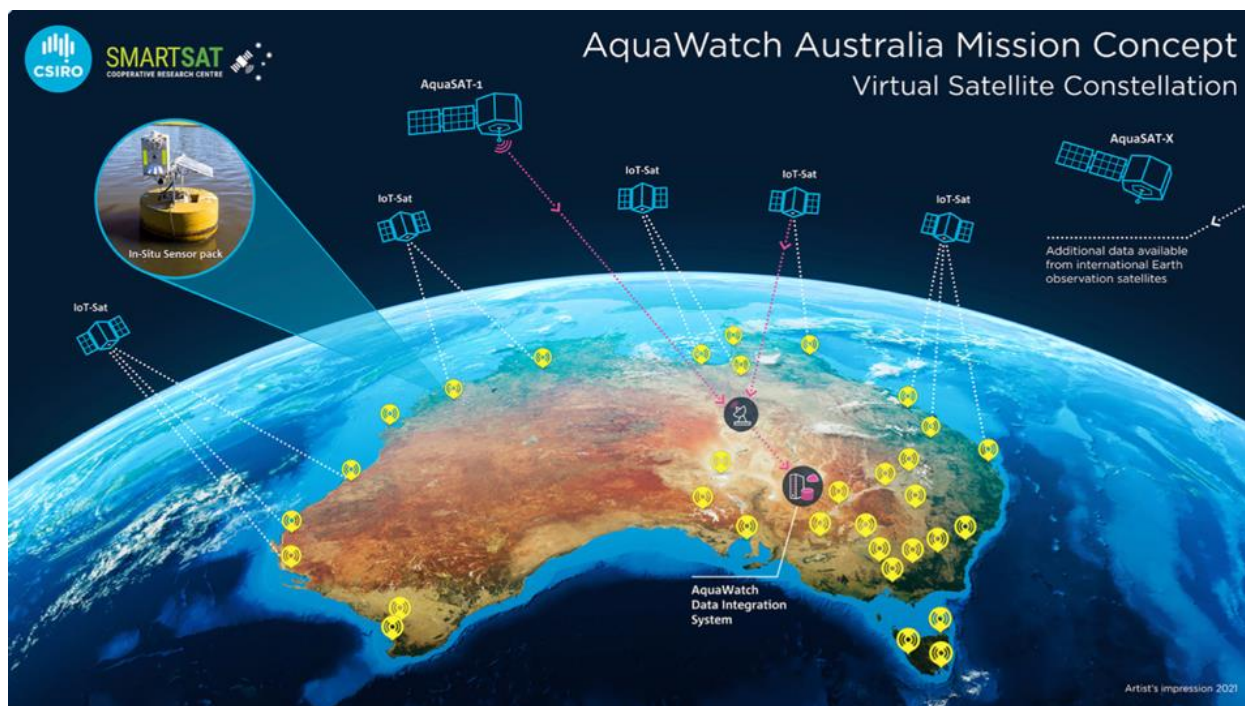 CSIRO
SMARTSAT
COOPERATIVE RESEARCH CENTRE
AquaWatch Australia Mission Concept
Virtual Satellite Constellation
AquaSAT-1
AquaSAT-X
IoT-Sat
IoT-Sat
IoT-Sat
IoT-Sat
IoT-Sat
Additional data available
from international Earth
observation satellites
In-Situ Sensor pack
AquaWatch
Data Integration
System
Artist's impression 2021